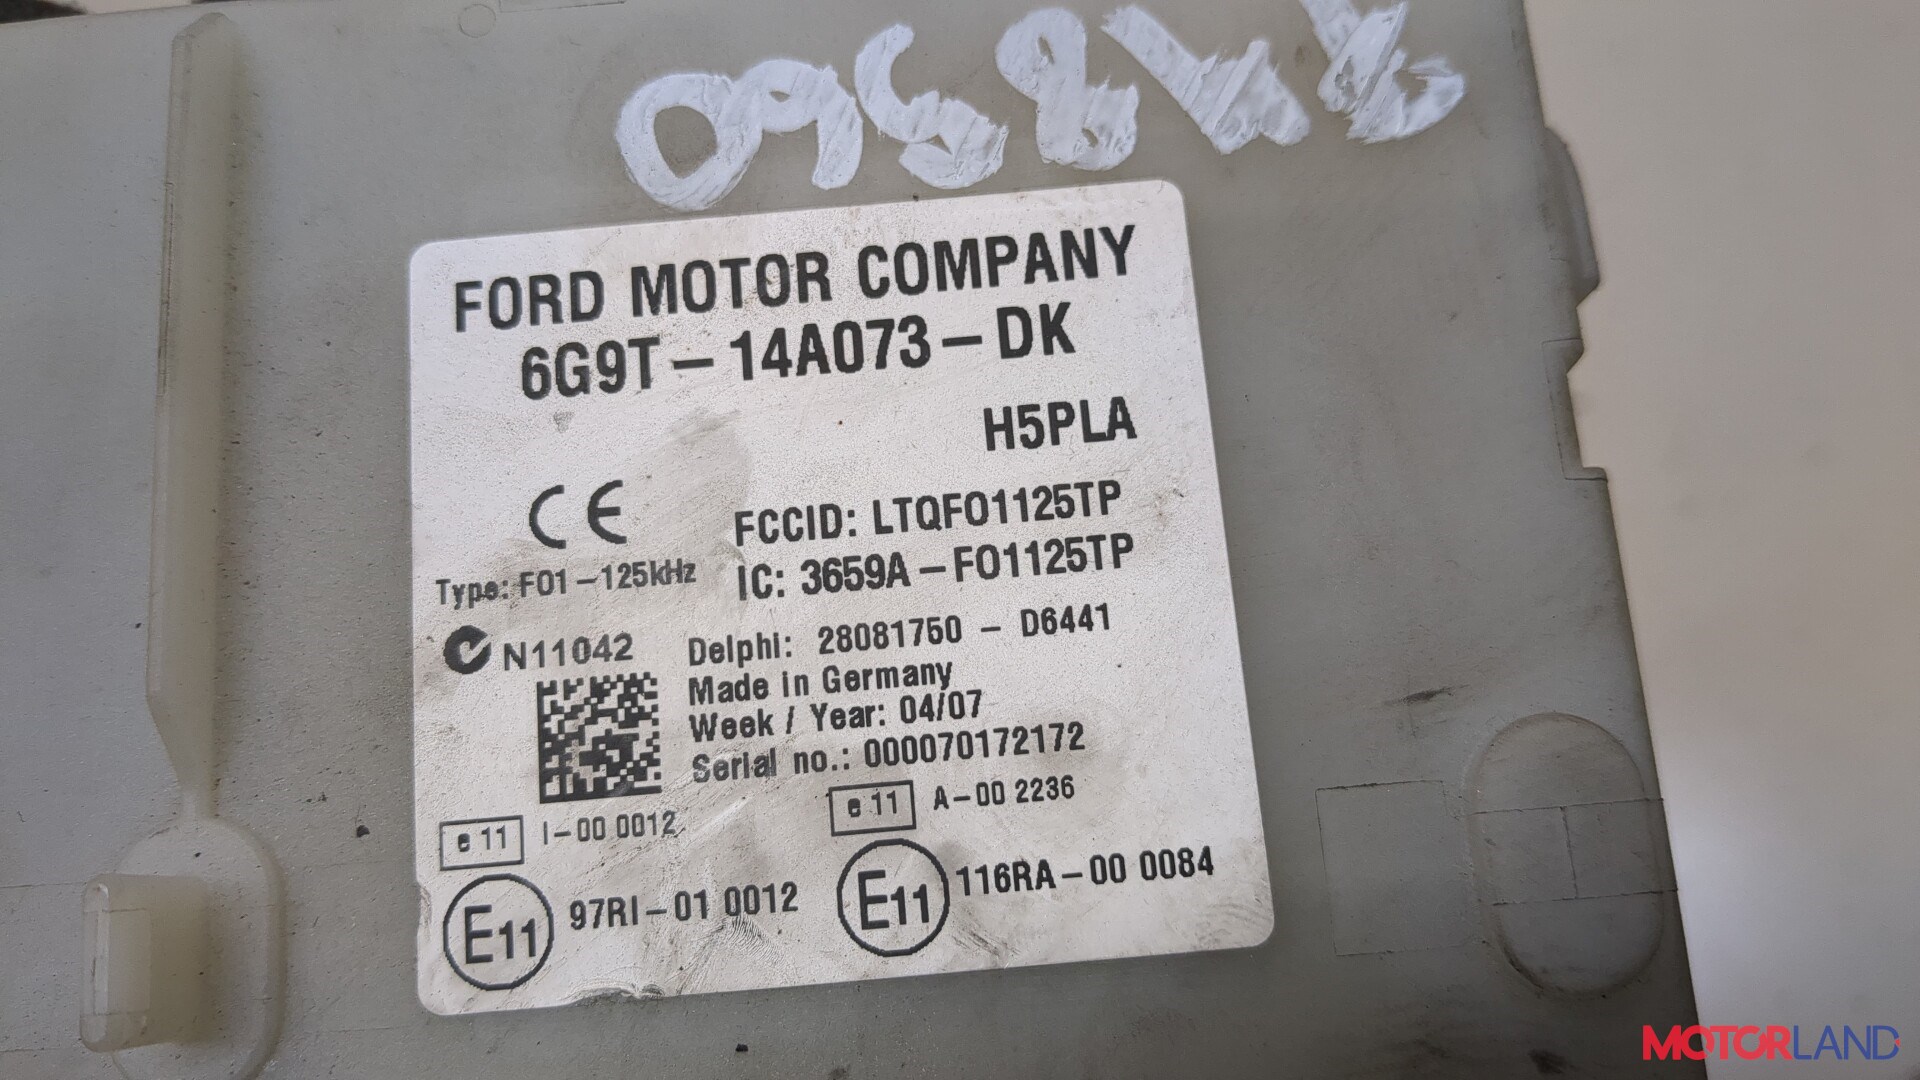 FORD MOTOR COMPANY
6G9T-14A073-DK
H5PLA
CE
FCCID: LTQFO1125TP
Type: FO1-125kHz
IC: 3659A-FO1125TP
N11042
Delphi: 28081750 - D6441
Made in Germany
Week / Year: 04/07
Serial no.: 000070172172
e 11 I-00 0012
e 11 A-00 2236
E11 97RI-01 0012
E11 116RA-00 0084
MOTORLAND